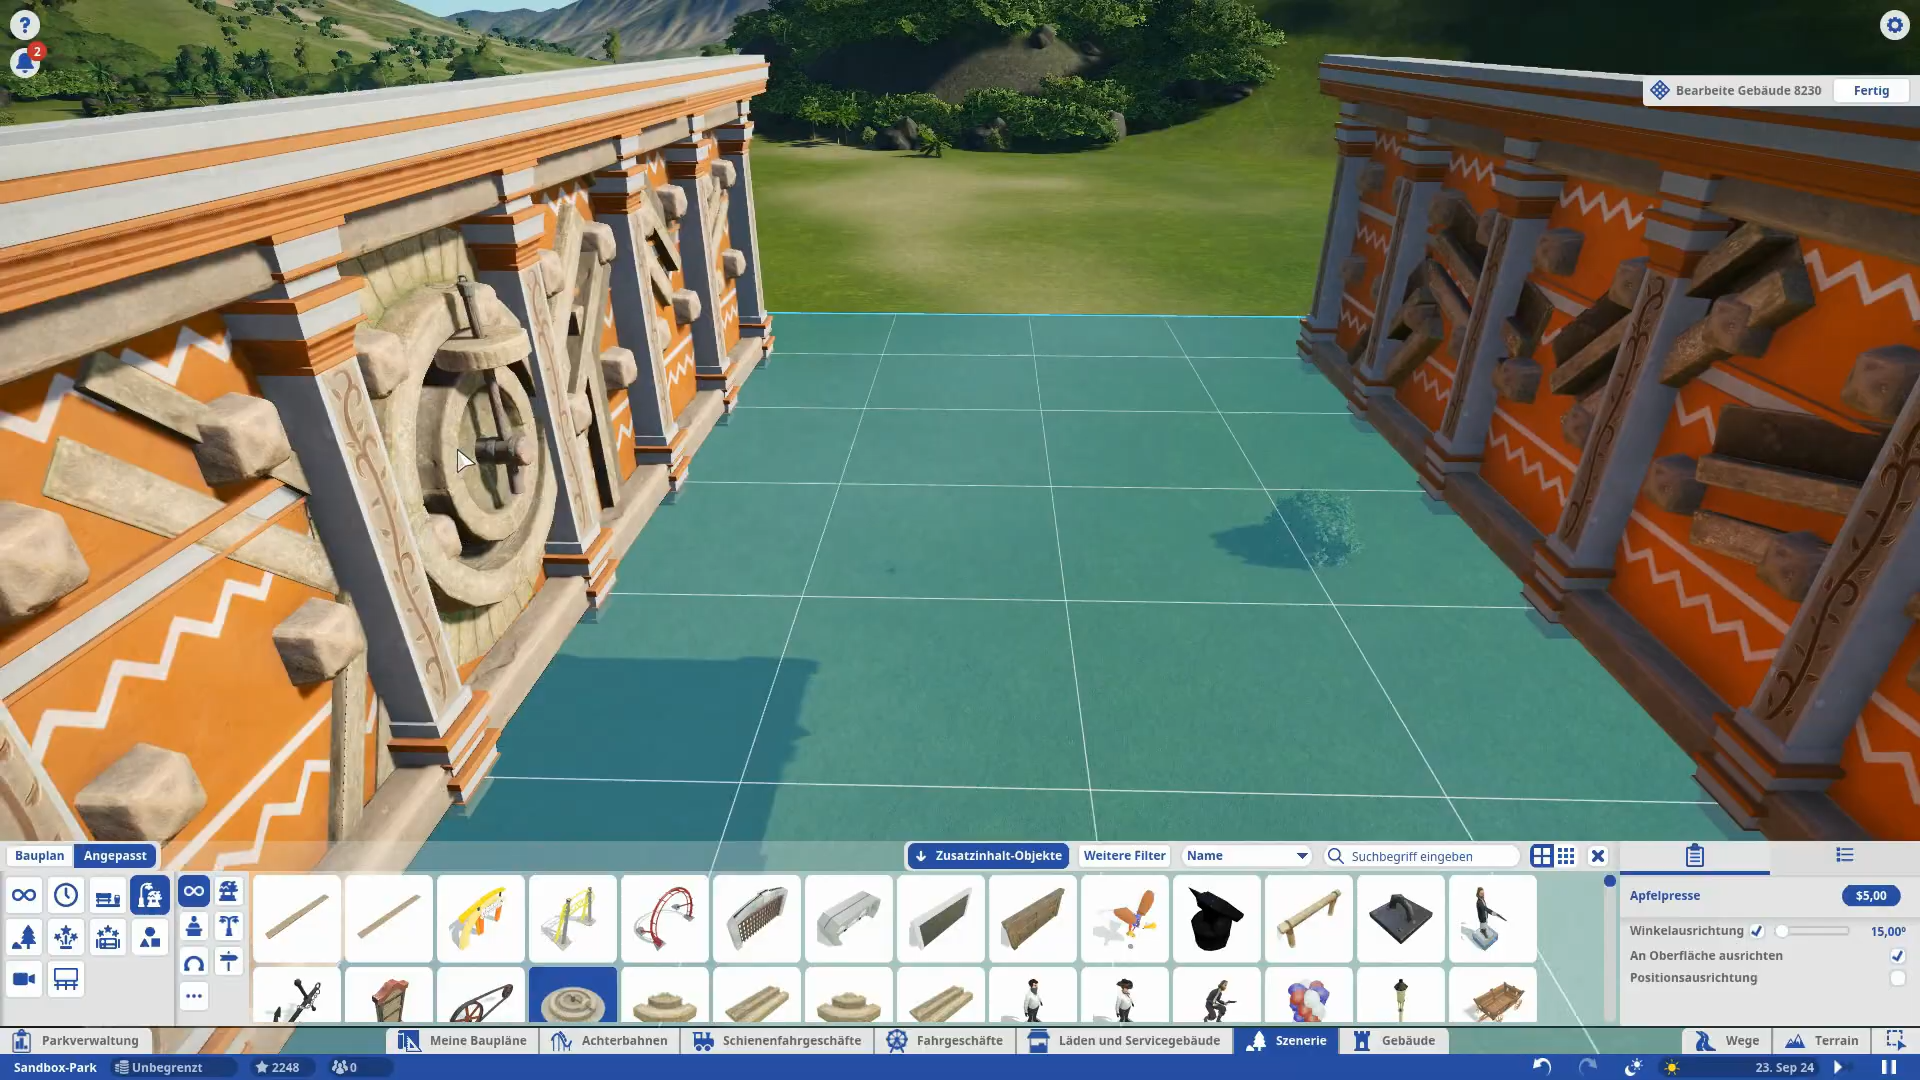 ?
2
Bearbeite Gebäude 8230
Fertig
Bauplan
Angepasst
Zusatzinhalt-Objekte
Weitere Filter
Name
Suchbegriff eingeben
Apfelpresse
$5,00
Winkelausrichtung
15,00°
An Oberfläche ausrichten
Positionsausrichtung
Parkverwaltung
Meine Baupläne
Achterbahnen
Schienenfahrgeschäfte
Fahrgeschäfte
Läden und Servicegebäude
Szenerie
Gebäude
Wege
Terrain
Sandbox-Park
Unbegrenzt
2248
0
23. Sep 24